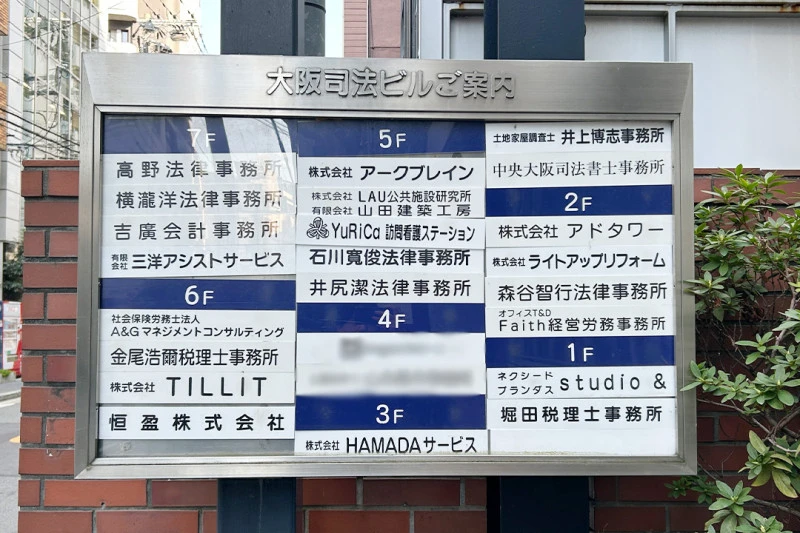 大阪司法ビルご案内
7F
高野法律事務所
横瀧洋法律事務所
吉廣会計事務所
有限会社 三洋アシストサービス
6F
社会保険労務士法人
A&Gマネジメントコンサルティング
金尾浩爾税理士事務所
株式会社 TILLIT
恒盈株式会社
5F
株式会社 アークブレイン
株式会社 LAU公共施設研究所
有限会社 山田建築工房
YuRiCa 訪問看護ステーション
石川寛俊法律事務所
井尻潔法律事務所
4F
3F
株式会社 HAMADAサービス
土地家屋調査士 井上博志事務所
中央大阪司法書士事務所
2F
株式会社 アドタワー
株式会社 ライトアップリフォーム
森谷智行法律事務所
オフィスT&D
Faith経営労務事務所
1F
ネクシード
プランダス studio &
堀田税理士事務所